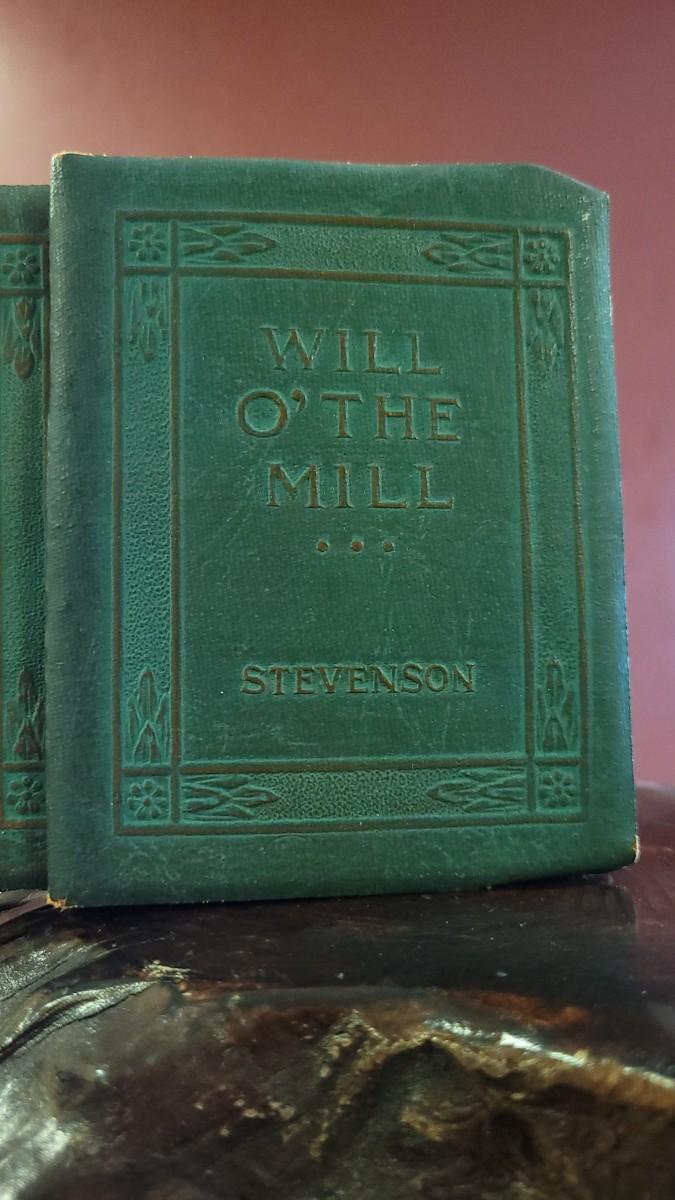 WILL
O' THE
MILL
• • •
STEVENSON